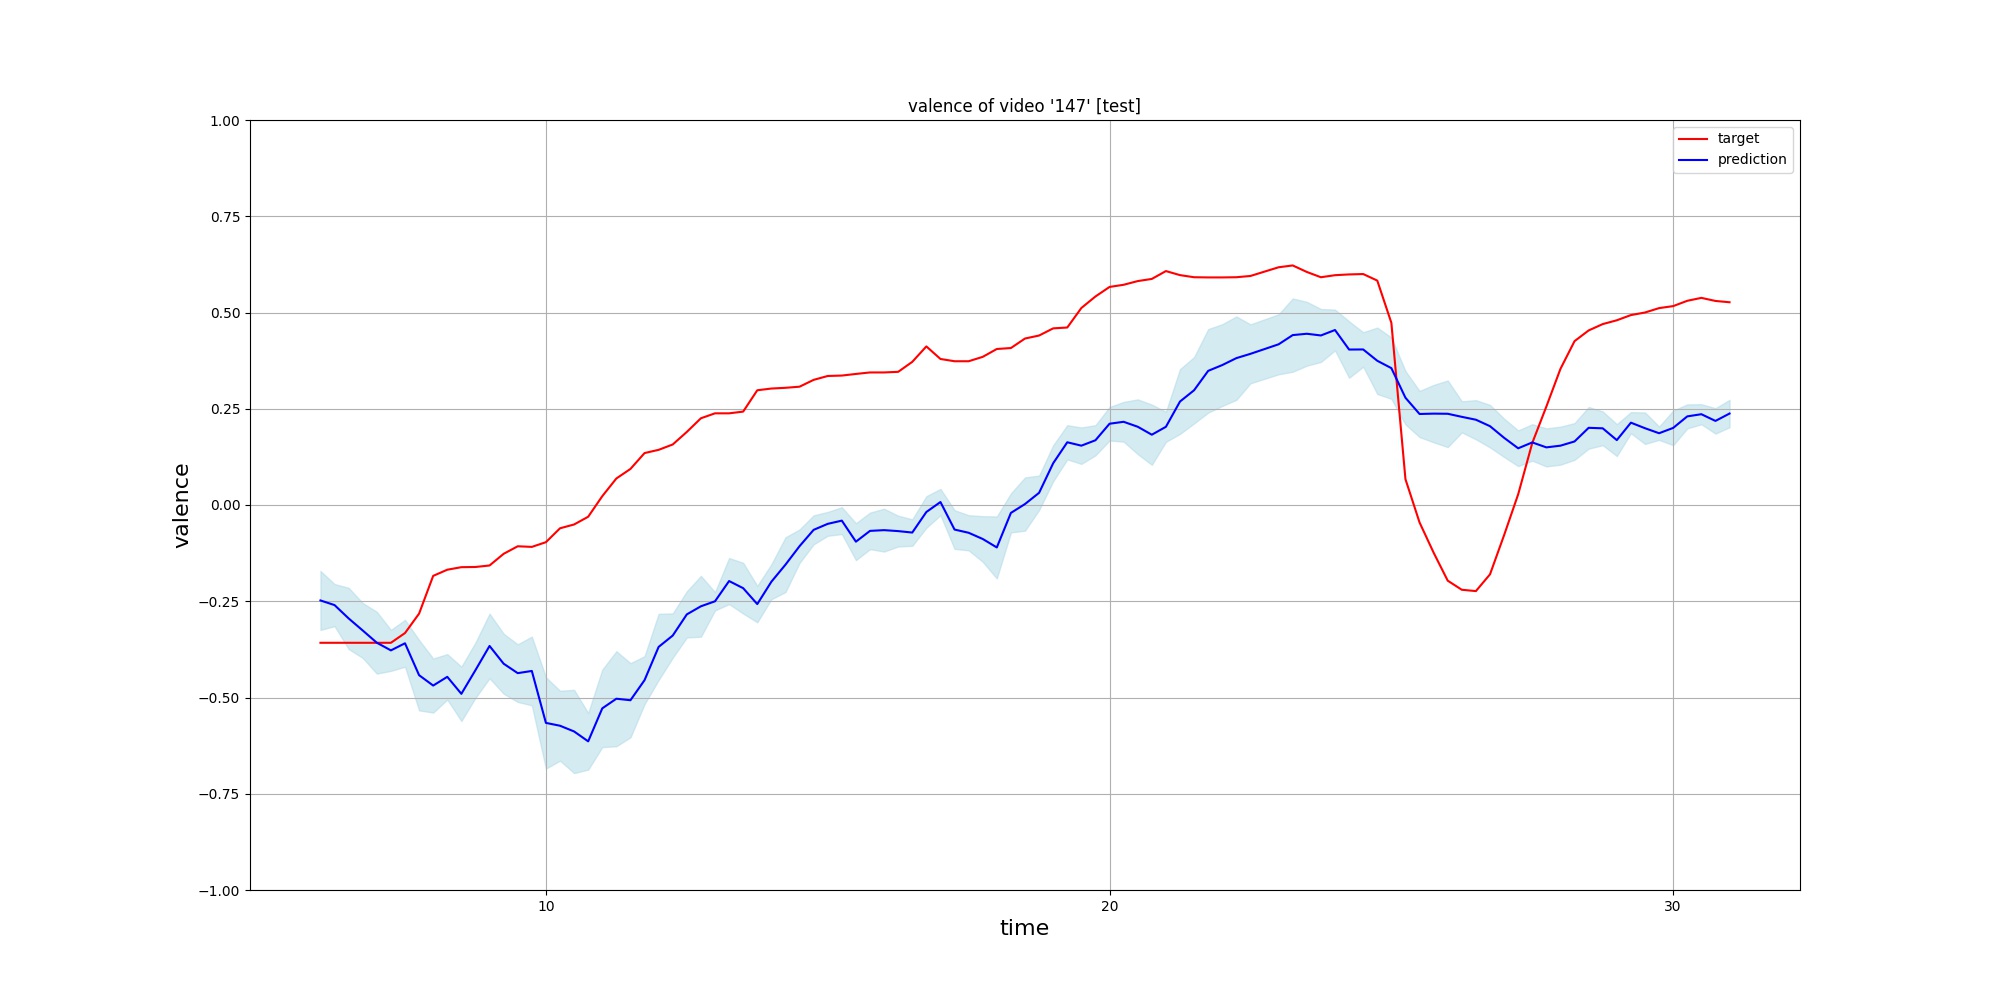 valence of video '147' [test]
1.00
0.75
0.50
0.25
0.00
−0.25
−0.50
−0.75
−1.00
valence
target
prediction
10 20 30
time